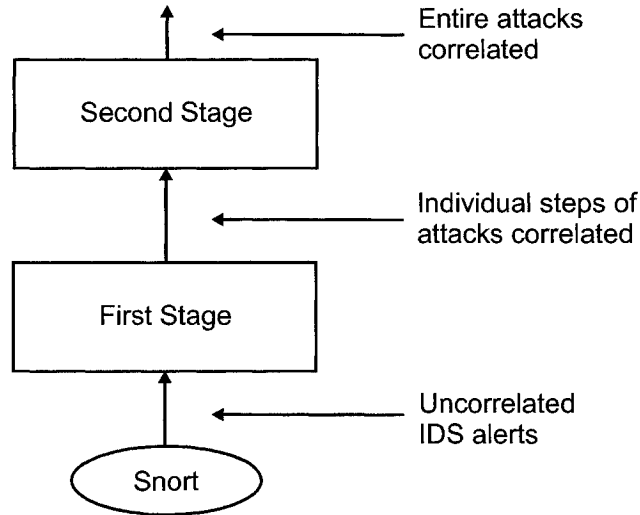 Entire attacks
correlated
Second Stage
Individual steps of
attacks correlated
First Stage
Uncorrelated
IDS alerts
Snort